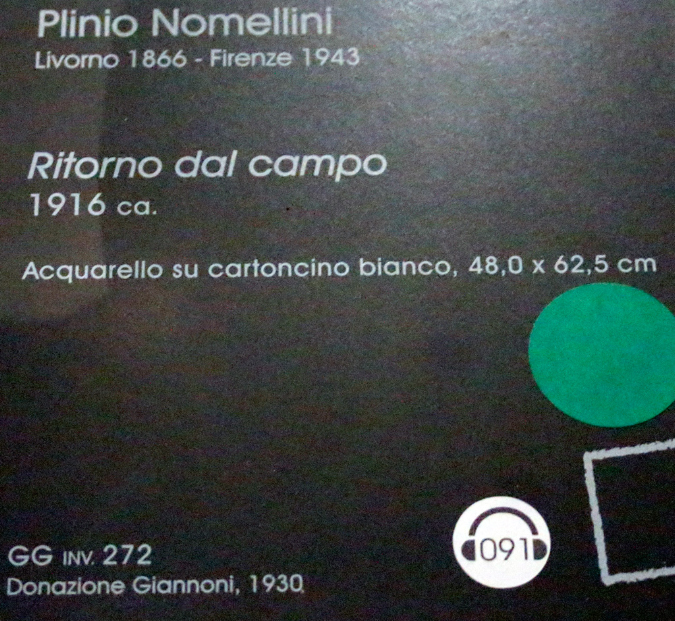 Plinio Nomellini
Livorno 1866 - Firenze 1943
Ritorno dal campo
1916 ca.
Acquarello su cartoncino bianco, 48,0 x 62,5 cm
091
GG INV. 272
Donazione Giannoni, 1930